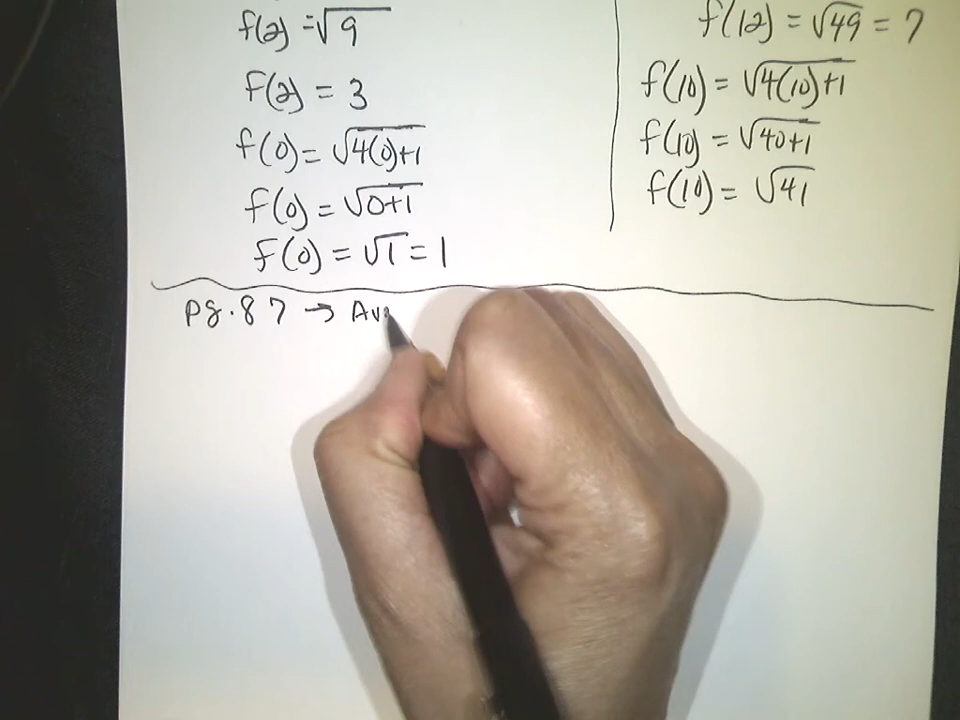 f(2) = √9
f(2) = 3
f(0) = √4(0)+1
f(0) = √0+1
f(0) = √1 = 1
f(12) = √49 = 7
f(10) = √4(10)+1
f(10) = √40+1
f(10) = √41
pg. 87 → Av